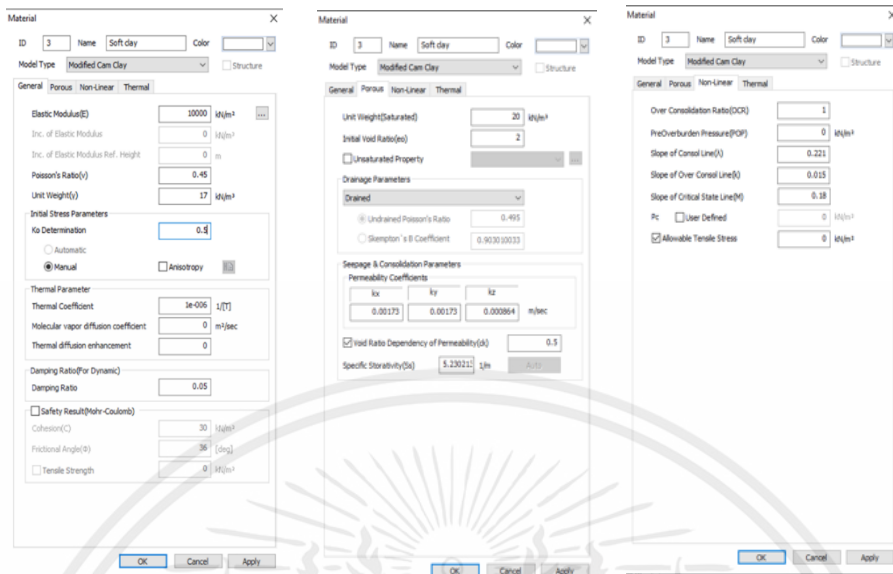 Material
ID 3 Name Soft clay Color
Model Type Modified Cam Clay Structure
General Porous Non-Linear Thermal
Elastic Modulus(E) 10000 kN/m²
Inc. of Elastic Modulus 0 kN/m³
Inc. of Elastic Modulus Ref. Height 0 m
Poisson's Ratio(ν) 0.45
Unit Weight(γ) 17 kN/m³
Initial Stress Parameters
Ko Determination 0.5
Automatic
Manual Anisotropy
Thermal Parameter
Thermal Coefficient 1e-006 1/[T]
Molecular vapor diffusion coefficient 0 m²/sec
Thermal diffusion enhancement 0
Damping Ratio(For Dynamic)
Damping Ratio 0.05
Safety Result(Mohr-Coulomb)
Cohesion(C) 30 kN/m²
Frictional Angle(Φ) 36 [deg]
Tensile Strength 0 kN/m²
OK Cancel Apply
Material
ID 3 Name Soft day Color
Model Type Modified Cam Clay Structure
General Porous Non-Linear Thermal
Unit Weight(Saturated) 20 kN/m³
Initial Void Ratio(eo) 2
Unsaturated Property
Drainage Parameters
Drained
Undrained Poisson's Ratio 0.495
Skempton`s B Coefficient 0.903010033
Seepage & Consolidation Parameters
Permeability Coefficients
kx ky kz
0.00173 0.00173 0.000864 m/sec
Void Ratio Dependency of Permeability(ck) 0.5
Specific Storativity(Ss) 1/m Auto
OK Cancel Apply
Material
ID 3 Name Soft day Color
Model Type Modified Cam Clay Structure
General Porous Non-Linear Thermal
Over Consolidation Ratio(OCR) 1
PreOverburden Pressure(POP) 0 kN/m²
Slope of Consol Line(λ) 0.221
Slope of Over Consol Line(κ) 0.015
Slope of Critical State Line(M) 0.18
Pc User Defined 0 kN/m²
Allowable Tensile Stress 0 kN/m²
OK Cancel Apply